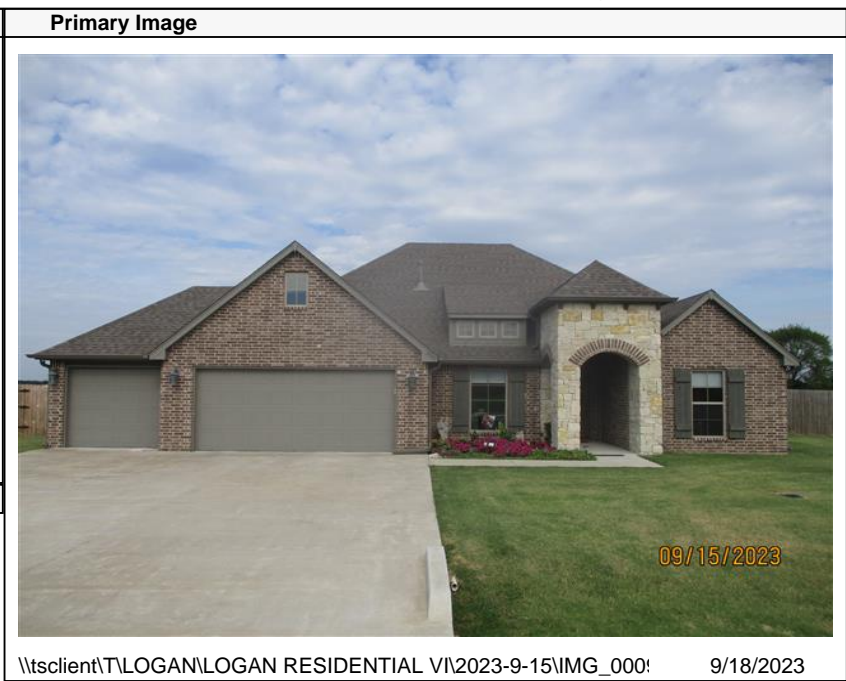 Primary Image
09/15/2023
\\tsclient\T\LOGAN\LOGAN RESIDENTIAL VI\2023-9-15\IMG_000 9/18/2023